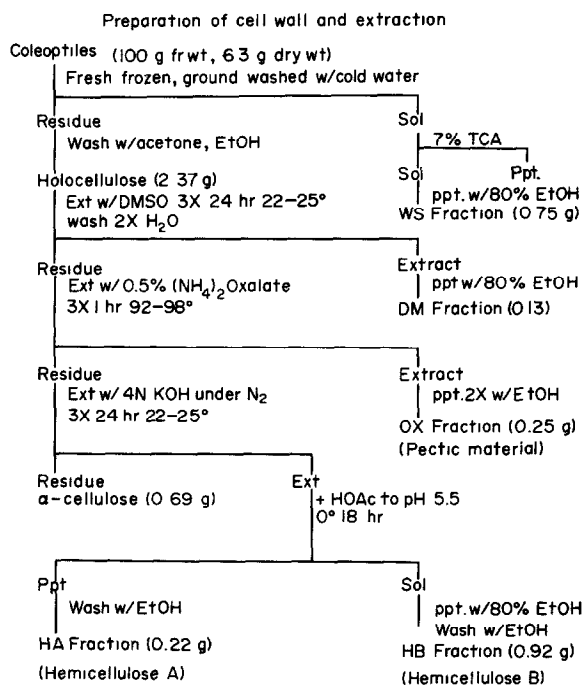 Preparation of cell wall and extraction
Coleoptiles (100 g fr wt, 6 3 g dry wt)
Fresh frozen, ground washed w/cold water
Residue
Wash w/acetone, EtOH
Sol
7% TCA
Sol Ppt.
ppt. w/80% EtOH
WS Fraction (0 75 g)
Holocellulose (2 37 g)
Ext w/DMSO 3X 24 hr 22–25°
wash 2X H₂O
Residue
Ext w/ 0.5% (NH₄)₂Oxalate
3X 1 hr 92–98°
Extract
ppt w/80% EtOH
DM Fraction (0 13)
Residue
Ext w/ 4N KOH under N₂
3X 24 hr 22–25°
Extract
ppt. 2X w/EtOH
OX Fraction (0.25 g)
(Pectic material)
Residue
α-cellulose (0 69 g)
Ext
+ HOAc to pH 5.5
0° 18 hr
Ppt
Wash w/EtOH
HA Fraction (0.22 g)
(Hemicellulose A)
Sol
ppt. w/80% EtOH
Wash w/EtOH
HB Fraction (0.92 g)
(Hemicellulose B)